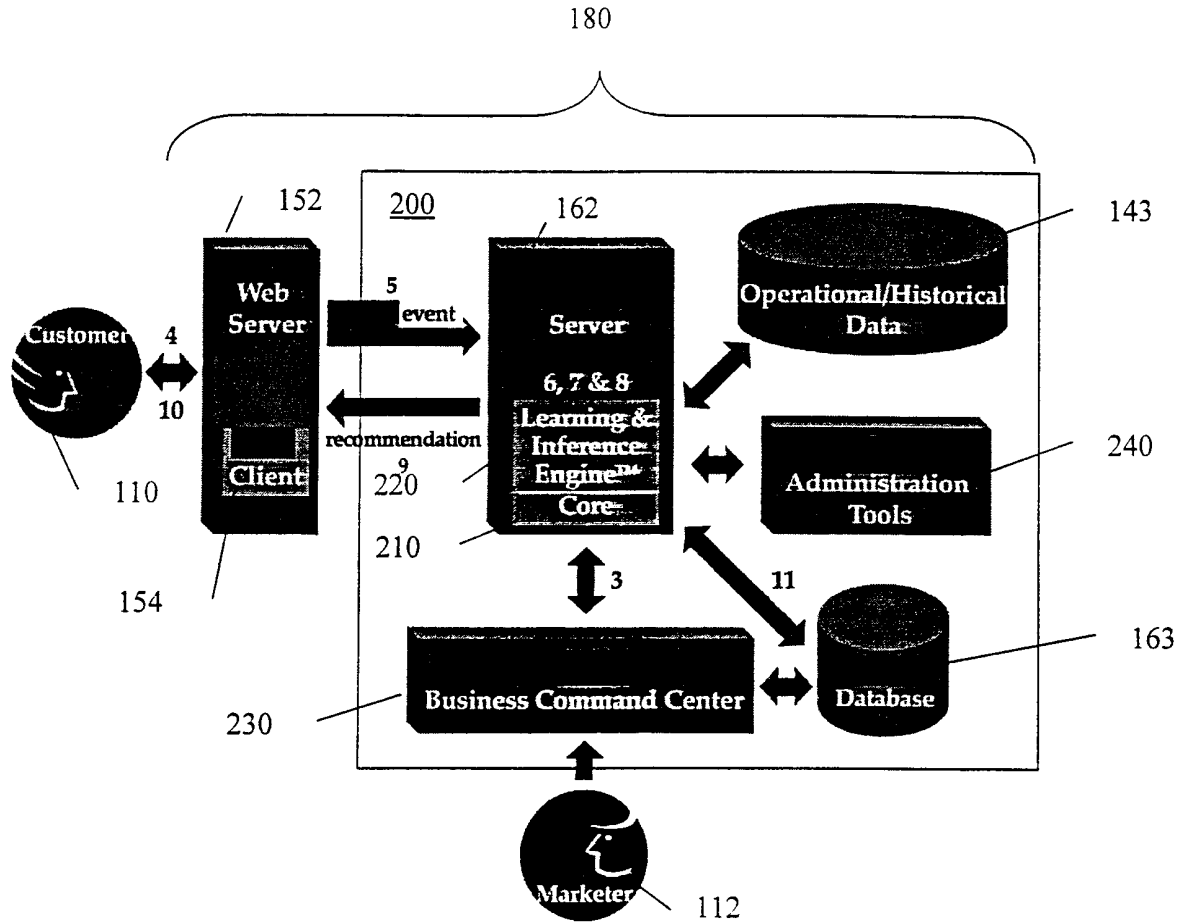 180
152
200
162
143
Web
Server
5
event
Server
Operational/Historical
Data
Customer
4
10
6, 7 & 8
Learning &
Inference
Engine™
Core
recommendation
9
220
Client
110
240
Administration
Tools
210
154
3
11
163
Business Command Center
Database
230
Marketer
112